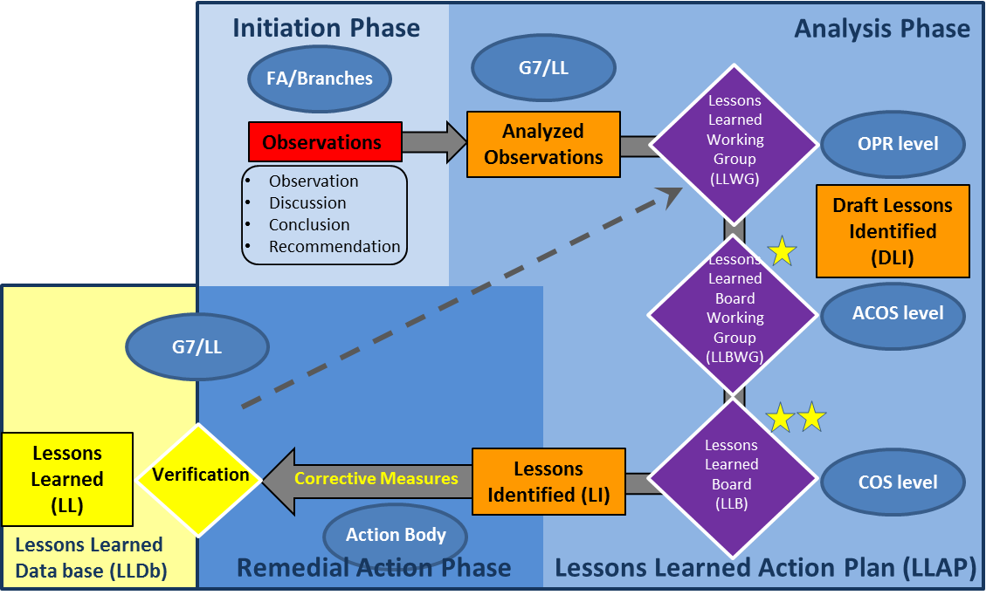 Initiation Phase
Analysis Phase
FA/Branches
G7/LL
Observations
• Observation
• Discussion
• Conclusion
• Recommendation
Analyzed
Observations
Lessons
Learned
Working
Group
(LLWG)
OPR level
Draft Lessons
Identified
(DLI)
Lessons
Learned
Board
Working
Group
(LLBWG)
ACOS level
G7/LL
Lessons
Learned
Board
(LLB)
COS level
Lessons
Identified (LI)
Corrective Measures
Action Body
Verification
Lessons
Learned
(LL)
Lessons Learned
Data base (LLDb)
Remedial Action Phase
Lessons Learned Action Plan (LLAP)